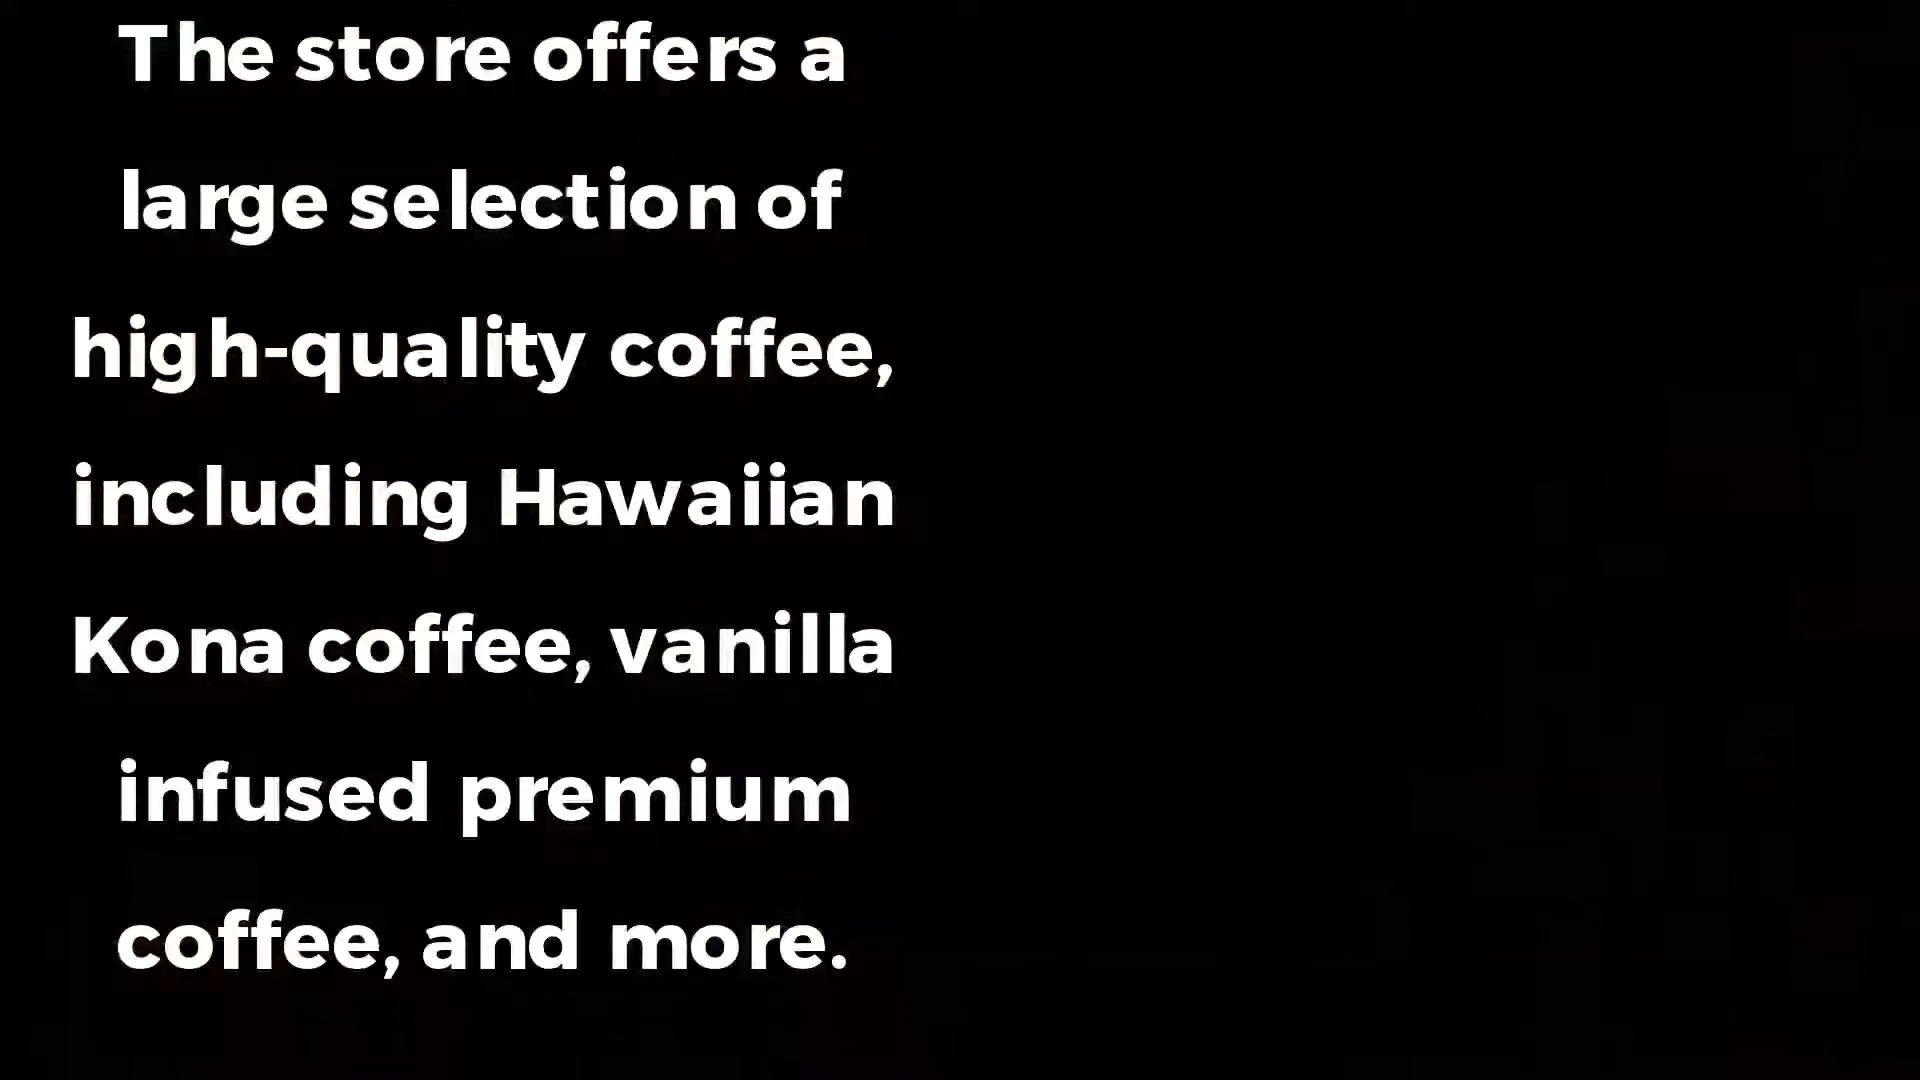 The store offers a
large selection of
high-quality coffee,
including Hawaiian
Kona coffee, vanilla
infused premium
coffee, and more.